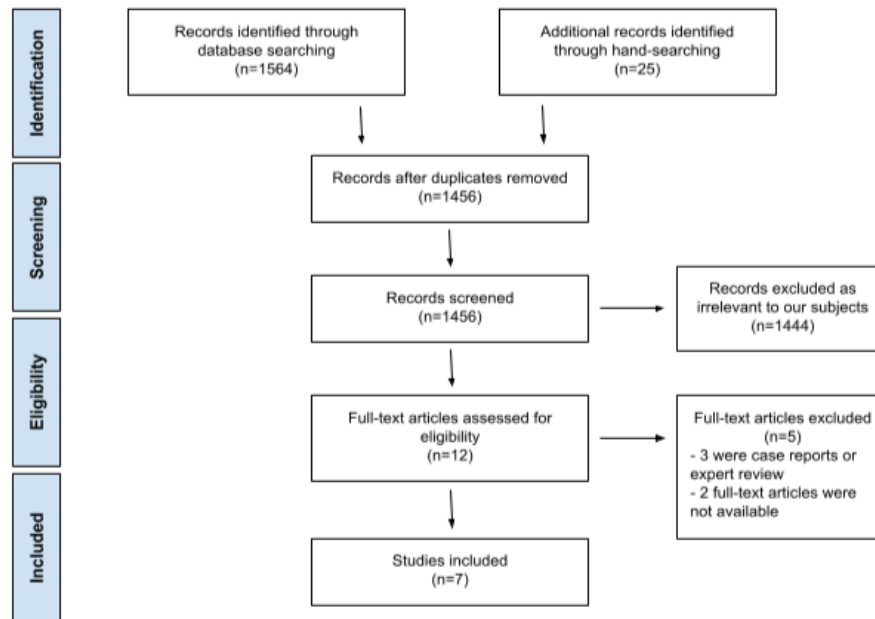 Identification
Records identified through
database searching
(n=1564)
Additional records identified
through hand-searching
(n=25)
Screening
Records after duplicates removed
(n=1456)
Records screened
(n=1456)
Records excluded as
irrelevant to our subjects
(n=1444)
Eligibility
Full-text articles assessed for
eligibility
(n=12)
Full-text articles excluded
(n=5)
- 3 were case reports or
expert review
- 2 full-text articles were
not available
Included
Studies included
(n=7)